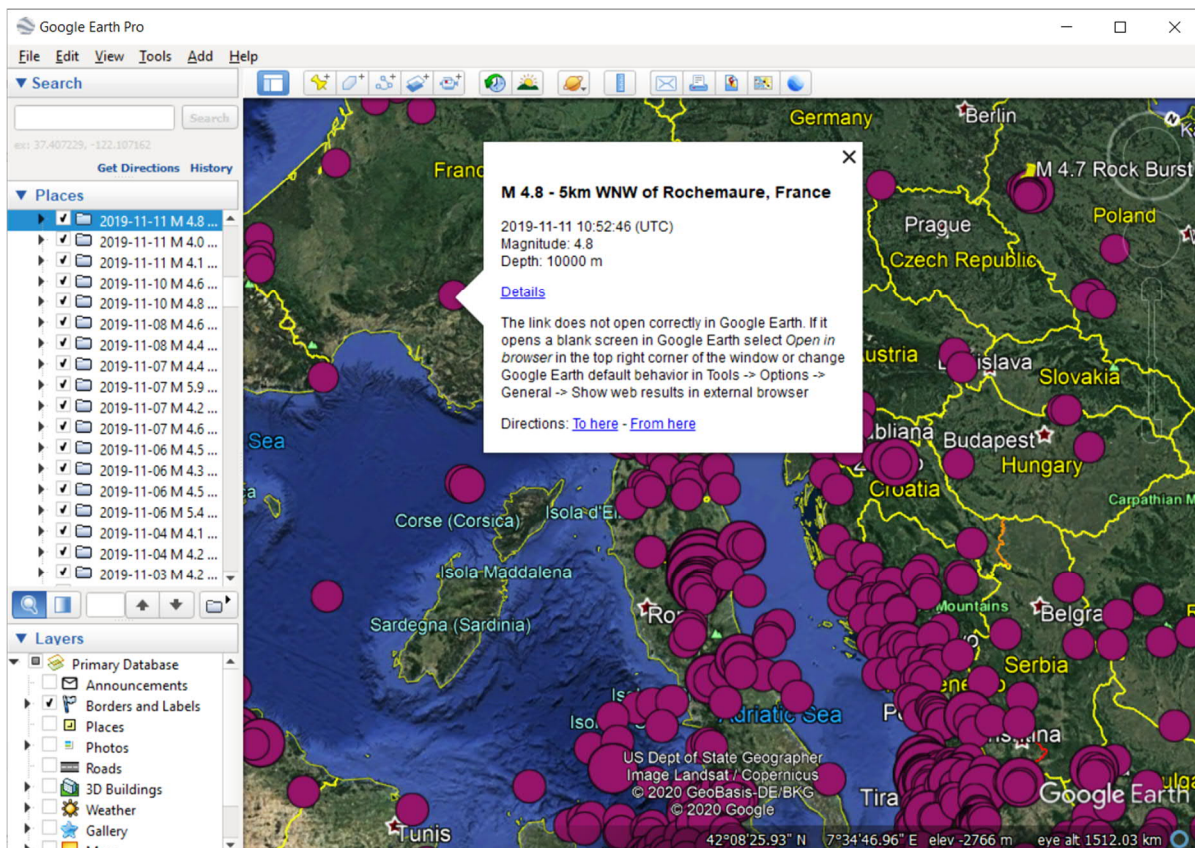 Google Earth Pro
File Edit View Tools Add Help
Search
Search
ex: 37.407229, -122.107162
Get Directions History
Places
2019-11-11 M 4.8 ...
2019-11-11 M 4.0 ...
2019-11-11 M 4.1 ...
2019-11-10 M 4.6 ...
2019-11-10 M 4.8 ...
2019-11-08 M 4.6 ...
2019-11-08 M 4.4 ...
2019-11-07 M 4.4 ...
2019-11-07 M 5.9 ...
2019-11-07 M 4.2 ...
2019-11-07 M 4.6 ...
2019-11-06 M 4.5 ...
2019-11-06 M 4.3 ...
2019-11-06 M 4.5 ...
2019-11-06 M 5.4 ...
2019-11-04 M 4.1 ...
2019-11-04 M 4.2 ...
2019-11-03 M 4.2 ...
Layers
Primary Database
Announcements
Borders and Labels
Places
Photos
Roads
3D Buildings
Weather
Gallery
M 4.8 - 5km WNW of Rochemaure, France
2019-11-11 10:52:46 (UTC)
Magnitude: 4.8
Depth: 10000 m
Details
The link does not open correctly in Google Earth. If it
opens a blank screen in Google Earth select Open in
browser in the top right corner of the window or change
Google Earth default behavior in Tools -> Options ->
General -> Show web results in external browser
Directions: To here - From here
Germany
Berlin
N
Franc
M 4.7 Rock Burst
Poland
Prague
Czech Republic
ustria
islava
Slovakia
bliana
Budapest
Hungary
Croatia
Carpathian M
Sea
Corse (Corsica)
Isola d'El
Isola Maddalena
Sardegna (Sardinia)
Ro
Mountains
Belgra
Serbia
Adriatic Sea
Tira
Tunis
US Dept of State Geographer
Image Landsat / Copernicus
© 2020 GeoBasis-DE/BKG
© 2020 Google
Google Earth
42°08'25.93" N 7°34'46.96" E elev -2766 m eye alt 1512.03 km